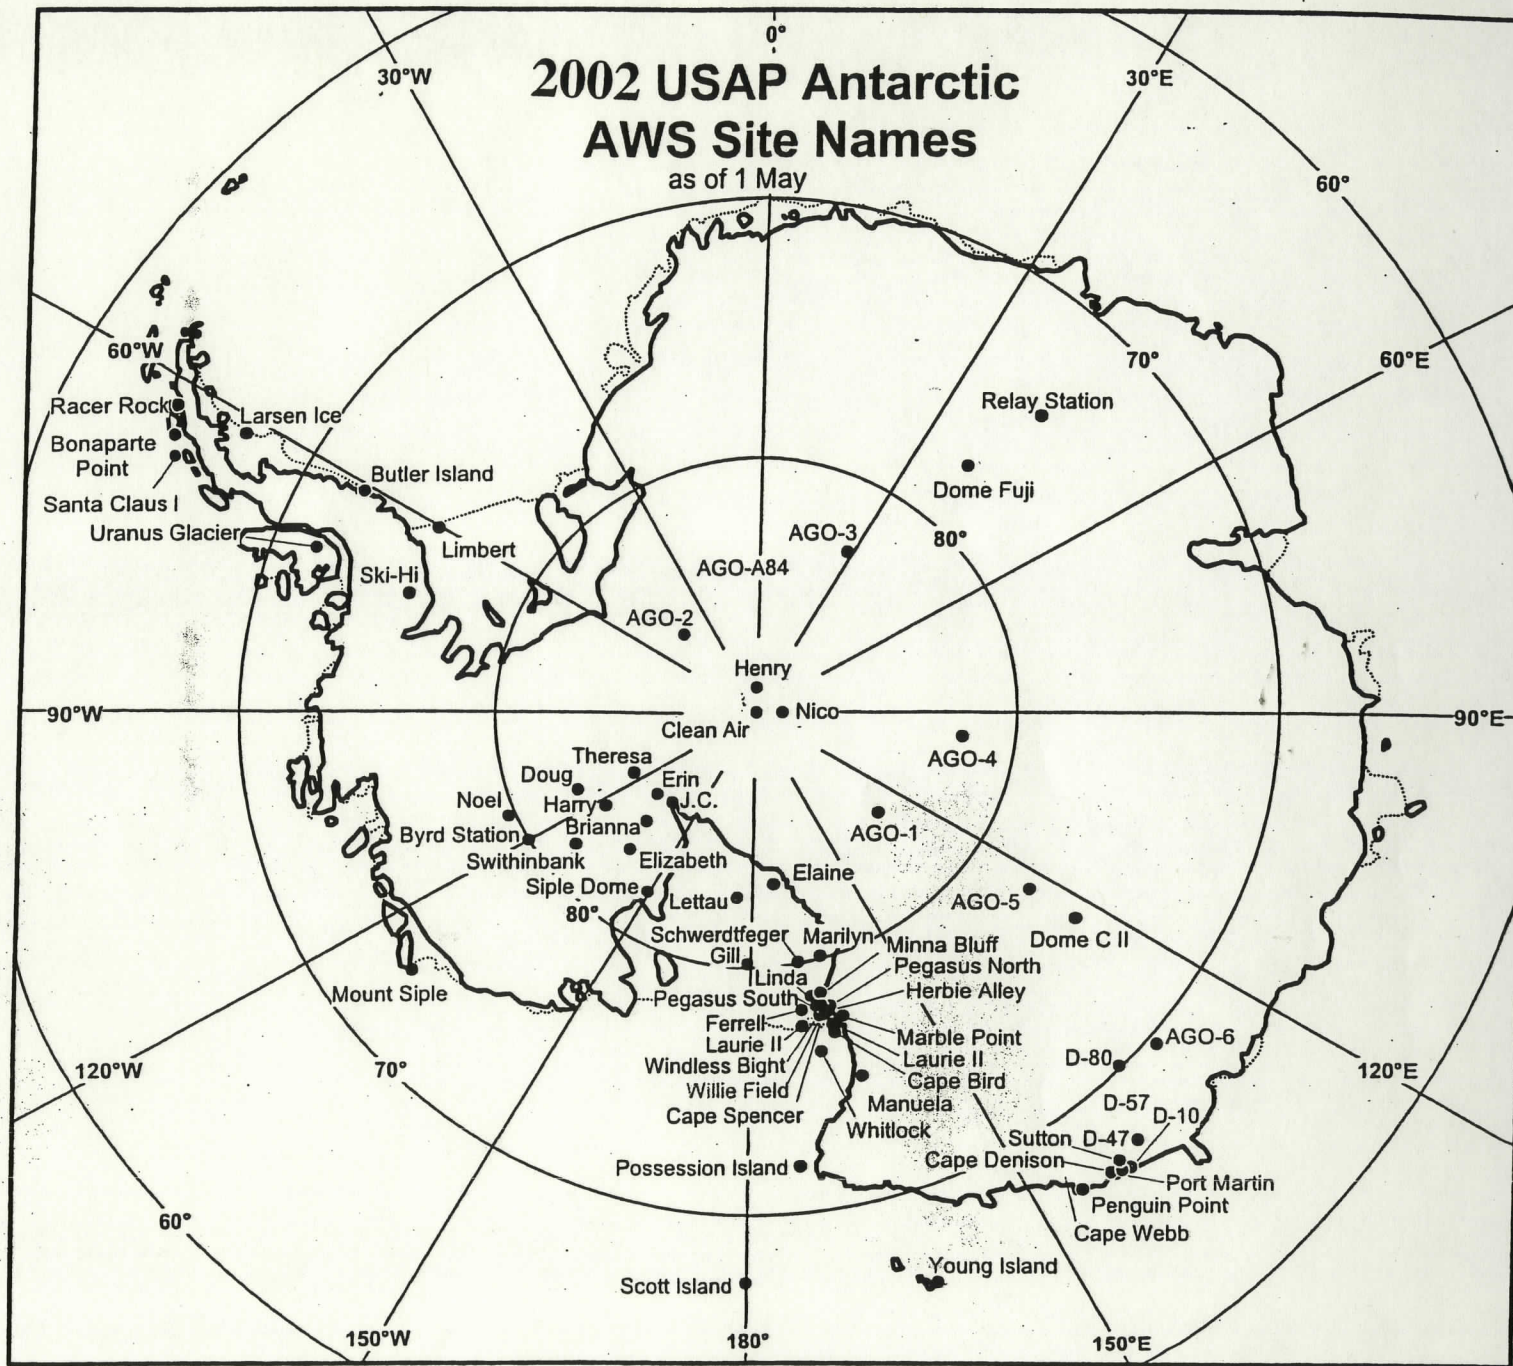 0°
30°W
30°E
2002 USAP Antarctic
AWS Site Names
as of 1 May
60°
60°W
70°
60°E
Racer Rock
Larsen Ice
Relay Station
Bonaparte
Point
Butler Island
Santa Claus I
Dome Fuji
Uranus Glacier
Limbert
AGO-3
80°
Ski-Hi
AGO-A84
AGO-2
Henry
90°W
Nico
90°E
Clean Air
Theresa
AGO-4
Doug
Erin
Noel
Harry
J.C.
Byrd Station
Brianna
AGO-1
Swithinbank
Elizabeth
Siple Dome
Elaine
80°
Lettau
AGO-5
Schwerdtfeger
Marilyn
Minna Bluff
Dome C II
Gill
Pegasus North
Linda
Mount Siple
Pegasus South
Herbie Alley
Ferrell
Marble Point
AGO-6
Laurie II
Laurie II
D-80
Windless Bight
120°W
70°
Cape Bird
120°E
Willie Field
Manuela
D-57
Cape Spencer
D-10
Whitlock
Sutton
D-47
Possession Island
Cape Denison
Port Martin
Penguin Point
60°
Cape Webb
Young Island
Scott Island
150°W
180°
150°E